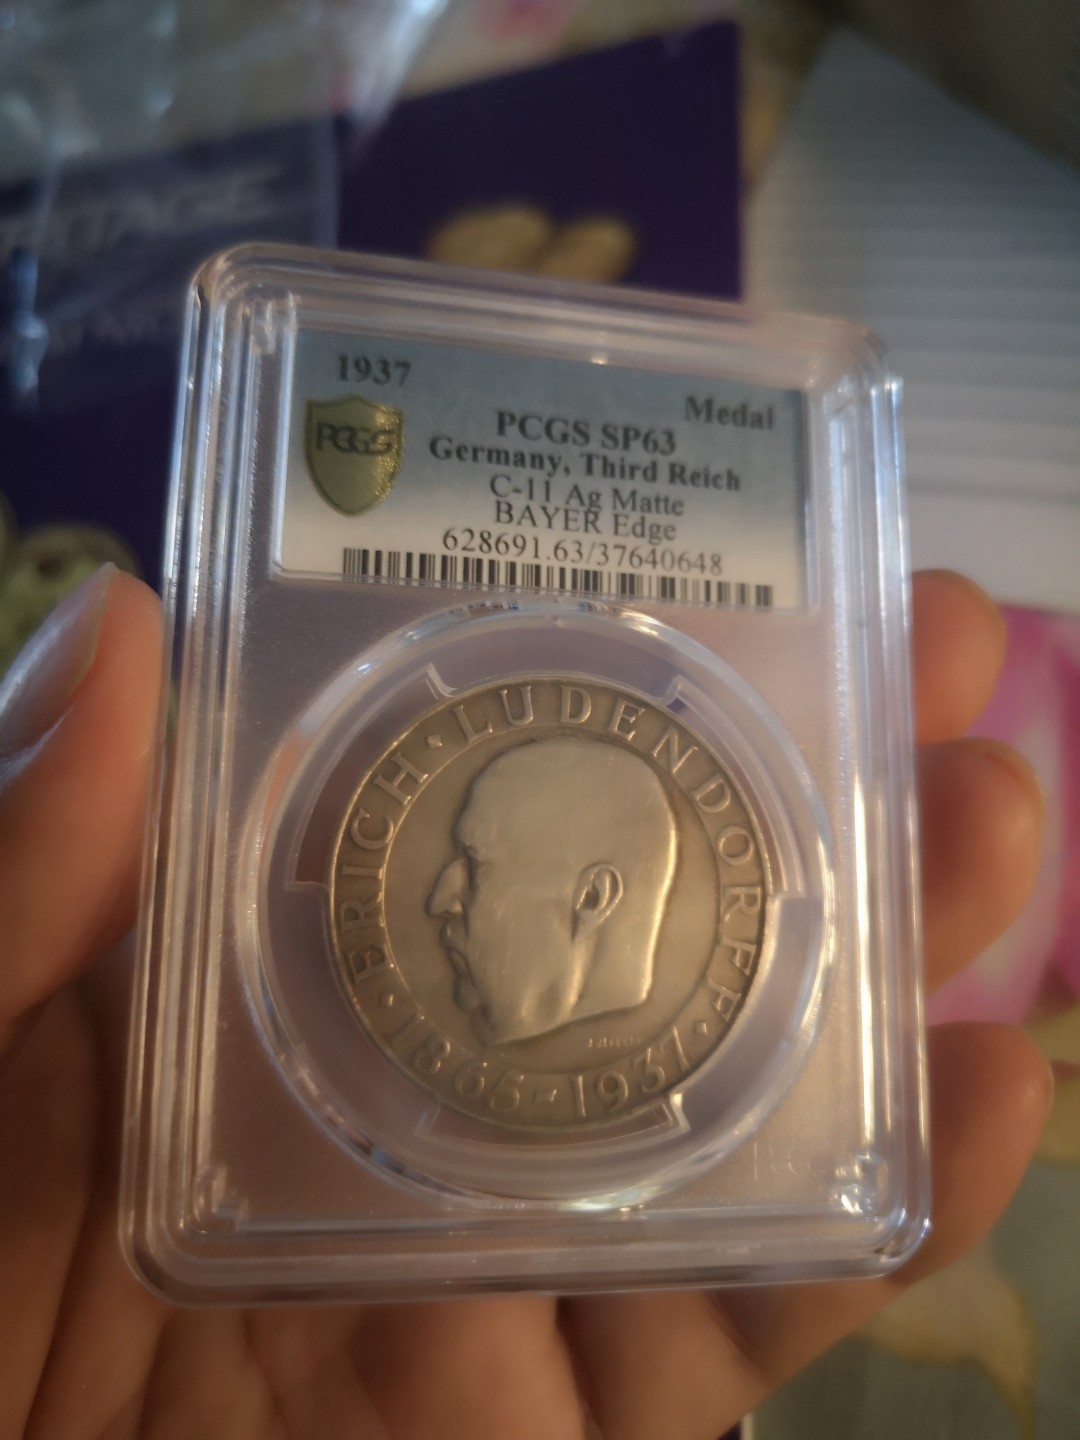 RITAGE
1937
Medal
PCGS
PCGS SP63
Germany, Third Reich
C-11 Ag Matte
BAYER Edge
628691.63/37640648
ERICH · LUDENDORFF ·
1865-1937